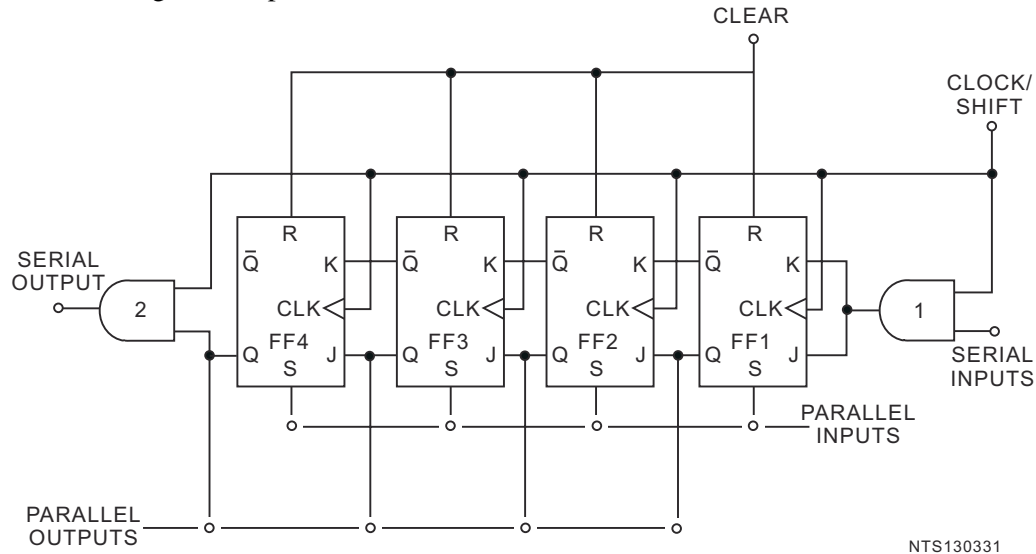 CLEAR
CLOCK/
SHIFT
R R R R
Q̅ K Q̅ K Q̅ K Q̅ K
SERIAL
OUTPUT
2 CLK CLK CLK CLK 1
FF4 FF3 FF2 FF1
Q J Q J Q J Q J
S S S S
SERIAL
INPUTS
PARALLEL
INPUTS
PARALLEL
OUTPUTS
NTS130331